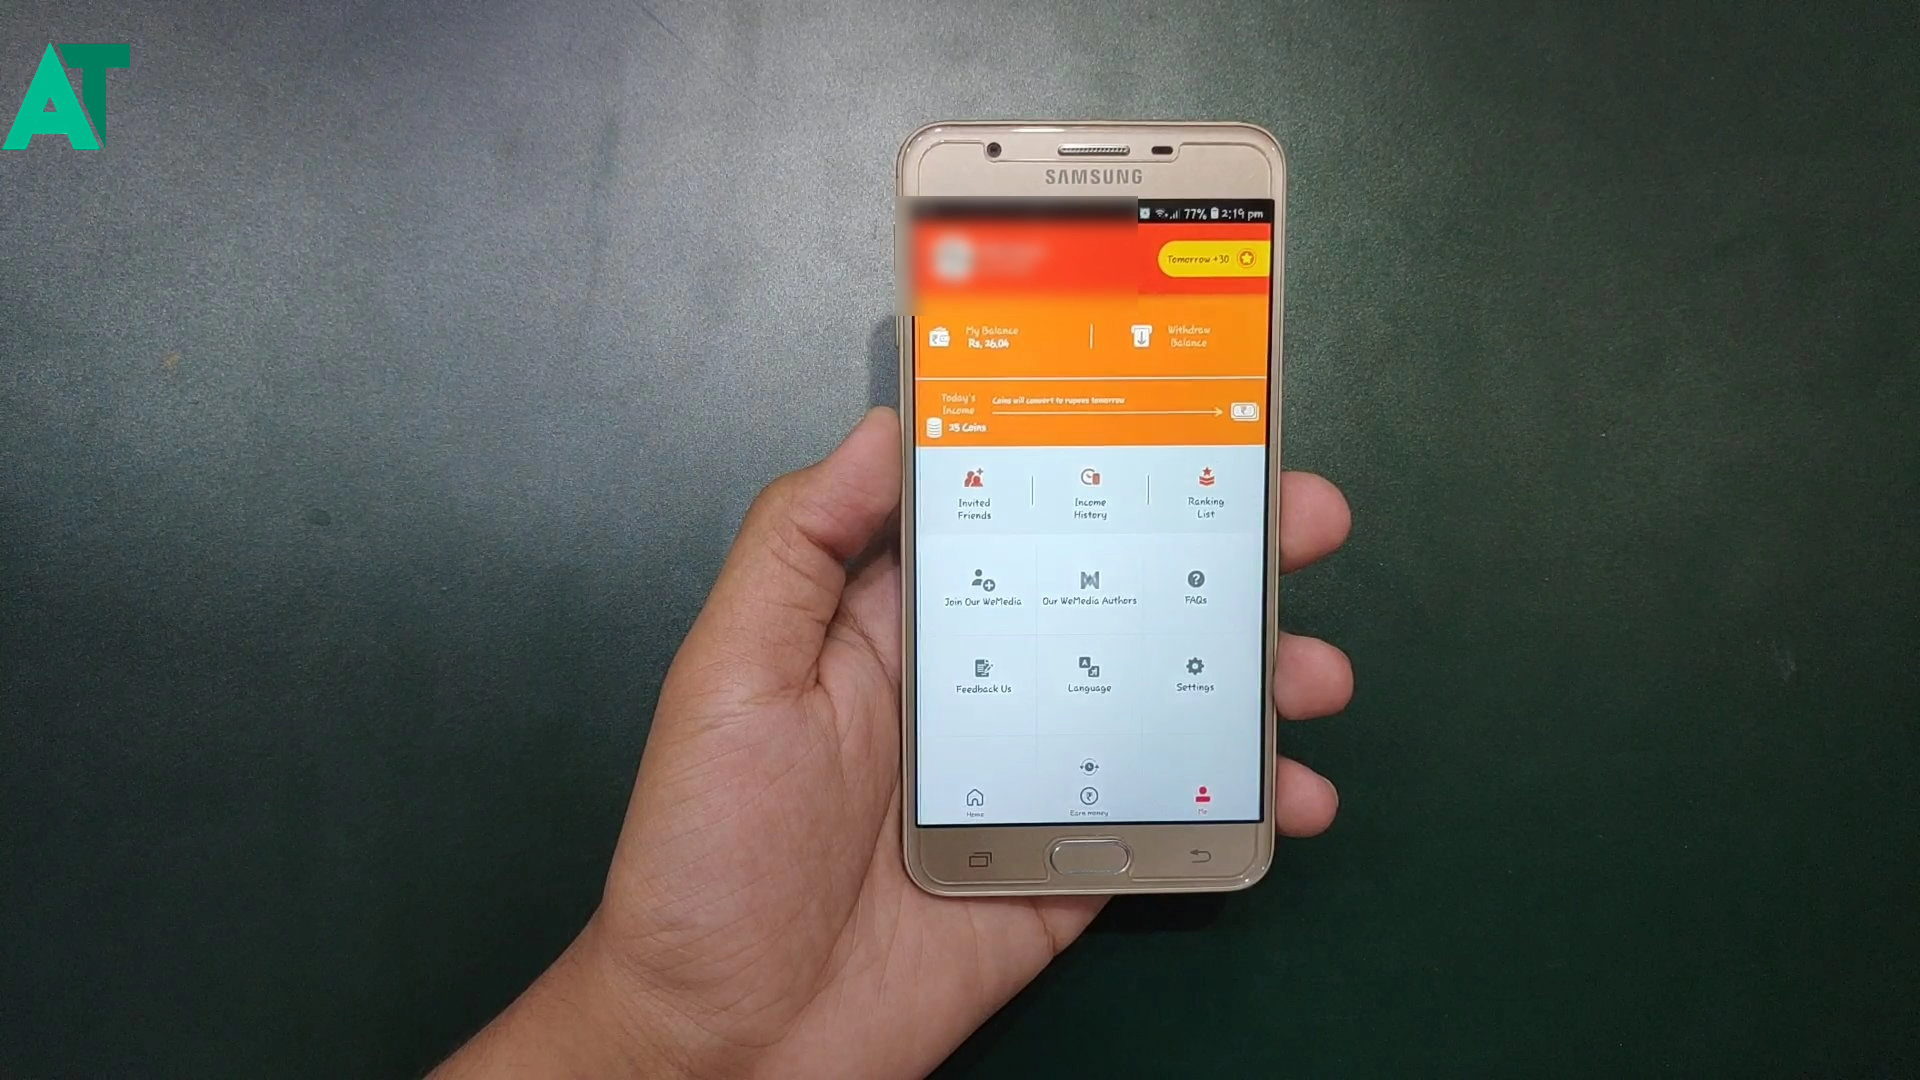 AT
SAMSUNG
77% 2:19 pm
Tomorrow +30
My Balance
Rs. 26.04
Withdraw
Balance
Today's
Income
Coins will convert to rupees tomorrow
25 Coins
Invited
Friends
Income
History
Ranking
List
Join Our WeMedia
Our WeMedia Authors
FAQs
Feedback Us
Language
Settings
Home
Earn money
Me